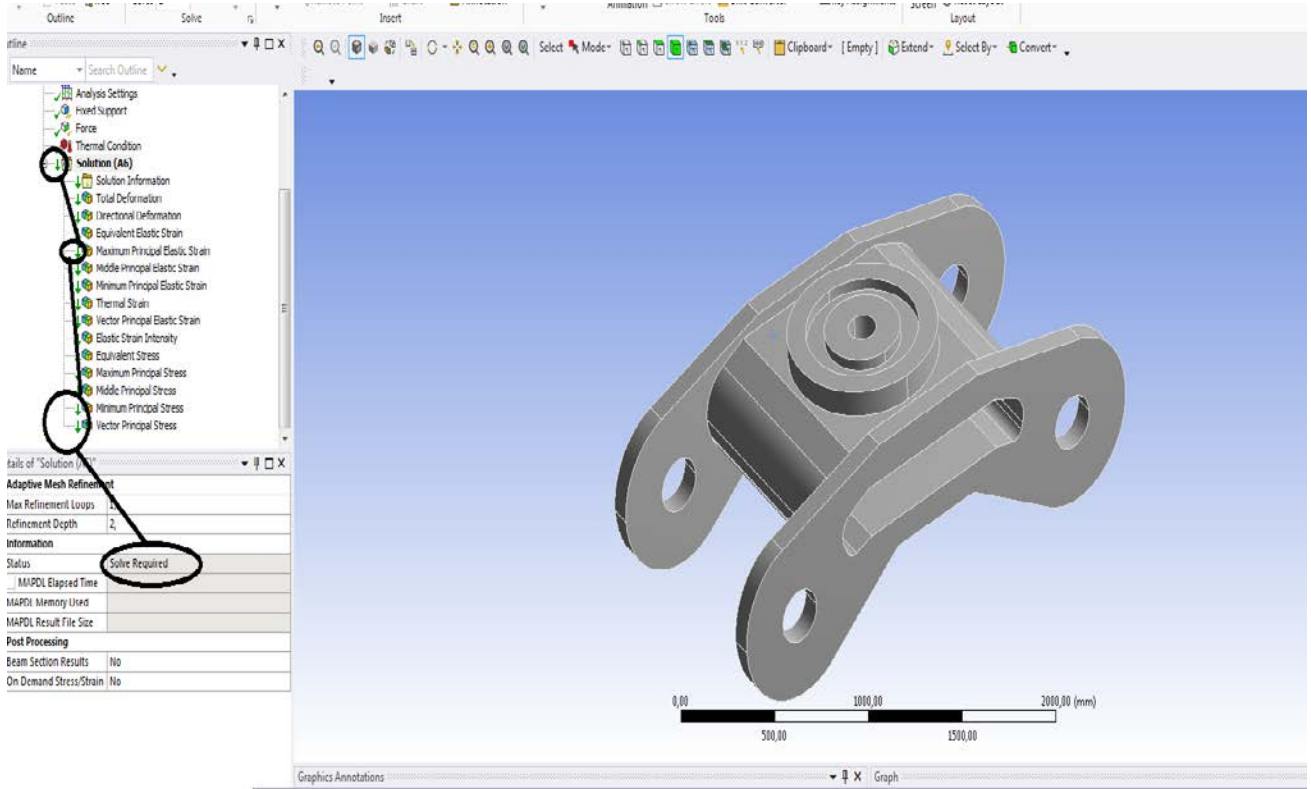 Outline Solve Insert Tools Layout
Select Mode Clipboard [Empty] Extend Select By Convert
Name Search Outline
Analysis Settings
Fixed Support
Force
Thermal Condition
Solution (A6)
Solution Information
Total Deformation
Directional Deformation
Equivalent Elastic Strain
Maximum Principal Elastic Strain
Middle Principal Elastic Strain
Minimum Principal Elastic Strain
Thermal Strain
Vector Principal Elastic Strain
Elastic Strain Intensity
Equivalent Stress
Maximum Principal Stress
Middle Principal Stress
Minimum Principal Stress
Vector Principal Stress
Adaptive Mesh Refinement
Max Refinement Loops
Refinement Depth 2,
Information
Status Solve Required
MAPDL Elapsed Time
MAPDL Memory Used
MAPDL Result File Size
Post Processing
Beam Section Results No
On Demand Stress/Strain No
0,00 1000,00 2000,00 (mm)
500,00 1500,00
Graphics Annotations Graph